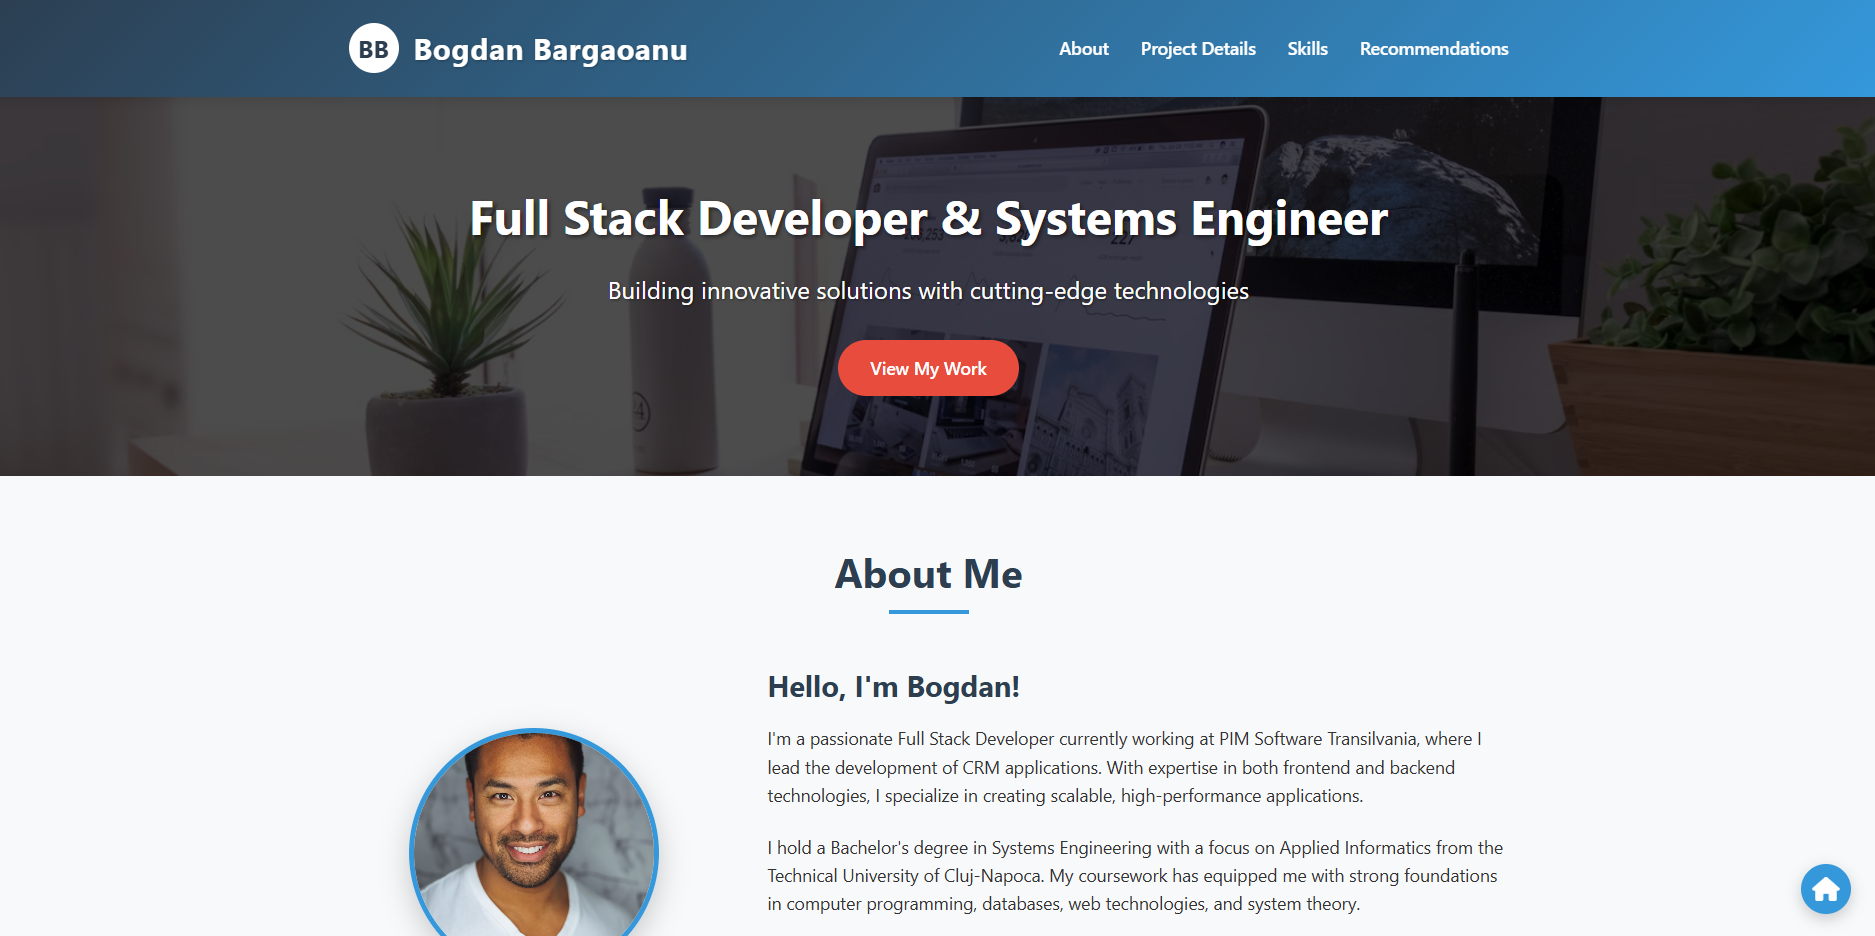 BB
Bogdan Bargaoanu
About
Project Details
Skills
Recommendations
Full Stack Developer & Systems Engineer
Building innovative solutions with cutting-edge technologies
View My Work
About Me
Hello, I'm Bogdan!
I'm a passionate Full Stack Developer currently working at PIM Software Transilvania, where I
lead the development of CRM applications. With expertise in both frontend and backend
technologies, I specialize in creating scalable, high-performance applications.
I hold a Bachelor's degree in Systems Engineering with a focus on Applied Informatics from the
Technical University of Cluj-Napoca. My coursework has equipped me with strong foundations
in computer programming, databases, web technologies, and system theory.